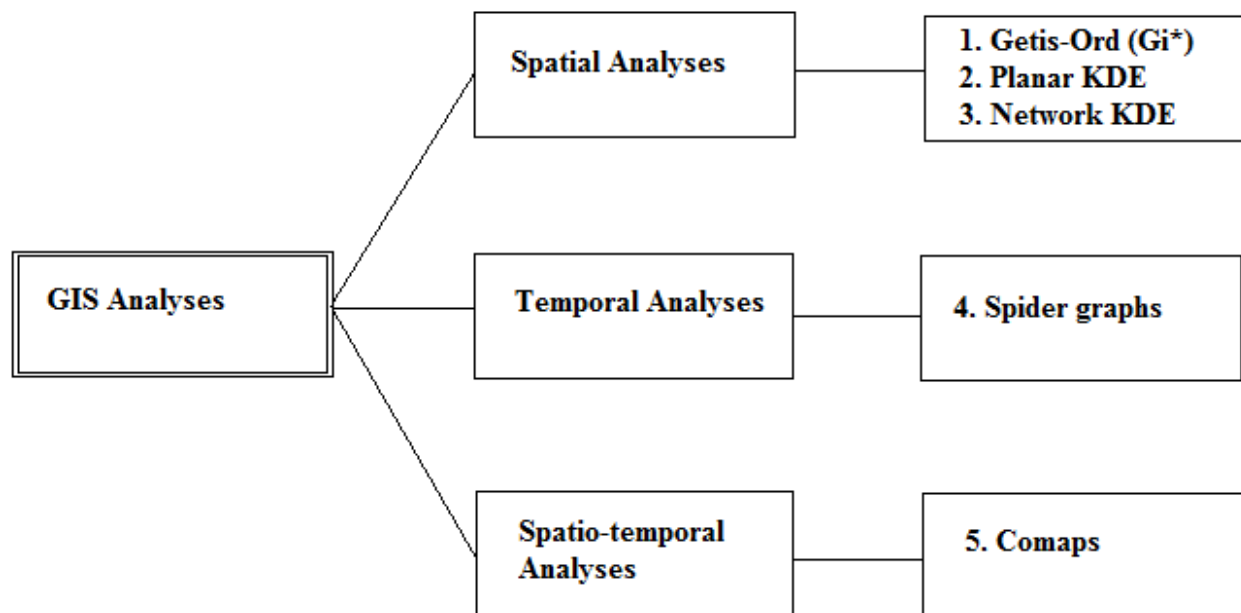 GIS Analyses
Spatial Analyses
1. Getis-Ord (Gi*)
2. Planar KDE
3. Network KDE
Temporal Analyses
4. Spider graphs
Spatio-temporal
Analyses
5. Comaps